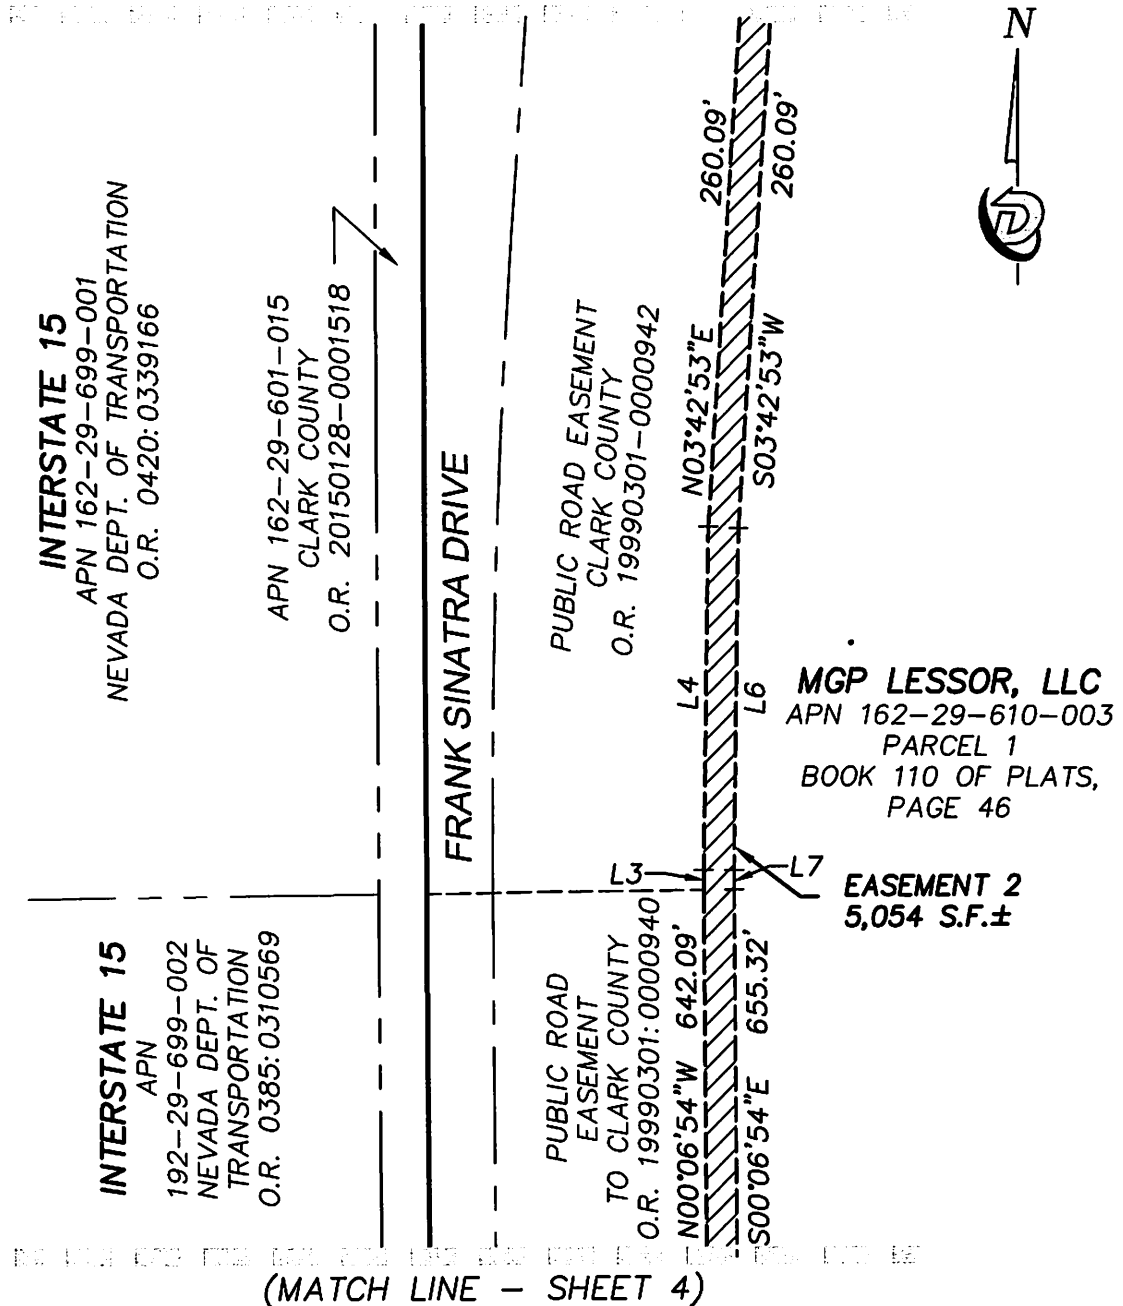 N
INTERSTATE 15
APN 162-29-699-001
NEVADA DEPT. OF TRANSPORTATION
O.R. 0420:0339166
APN 162-29-601-015
CLARK COUNTY
O.R. 20150128-0001518
FRANK SINATRA DRIVE
PUBLIC ROAD EASEMENT
CLARK COUNTY
O.R. 19990301-0000942
N03°42'53"E 260.09'
S03°42'53"W 260.09'
L4
L6
MGP LESSOR, LLC
APN 162-29-610-003
PARCEL 1
BOOK 110 OF PLATS,
PAGE 46
L3
L7
EASEMENT 2
5,054 S.F.±
INTERSTATE 15
APN
192-29-699-002
NEVADA DEPT. OF
TRANSPORTATION
O.R. 0385:0310569
PUBLIC ROAD
EASEMENT
TO CLARK COUNTY
O.R. 19990301:0000940
N00°06'54"W 642.09'
S00°06'54"E 655.32'
(MATCH LINE - SHEET 4)